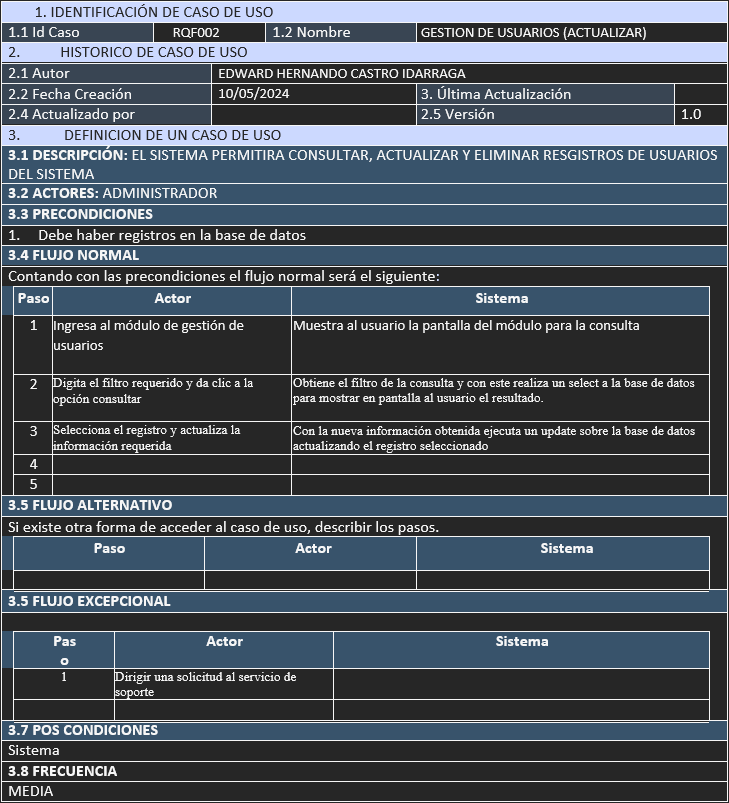 1. IDENTIFICACIÓN DE CASO DE USO
1.1 Id Caso RQF002 1.2 Nombre GESTION DE USUARIOS (ACTUALIZAR)
2. HISTORICO DE CASO DE USO
2.1 Autor EDWARD HERNANDO CASTRO IDARRAGA
2.2 Fecha Creación 10/05/2024 3. Última Actualización
2.4 Actualizado por 2.5 Versión 1.0
3. DEFINICION DE UN CASO DE USO
3.1 DESCRIPCIÓN: EL SISTEMA PERMITIRA CONSULTAR, ACTUALIZAR Y ELIMINAR RESGISTROS DE USUARIOS
DEL SISTEMA
3.2 ACTORES: ADMINISTRADOR
3.3 PRECONDICIONES
1. Debe haber registros en la base de datos
3.4 FLUJO NORMAL
Contando con las precondiciones el flujo normal será el siguiente:
Paso Actor Sistema
1 Ingresa al módulo de gestión de Muestra al usuario la pantalla del módulo para la consulta
usuarios
2 Digita el filtro requerido y da clic a la Obtiene el filtro de la consulta y con este realiza un select a la base de datos
opción consultar para mostrar en pantalla al usuario el resultado.
3 Selecciona el registro y actualiza la Con la nueva información obtenida ejecuta un update sobre la base de datos
información requerida actualizando el registro seleccionado
4
5
3.5 FLUJO ALTERNATIVO
Si existe otra forma de acceder al caso de uso, describir los pasos.
Paso Actor Sistema
3.5 FLUJO EXCEPCIONAL
Pas Actor Sistema
o
1 Dirigir una solicitud al servicio de
soporte
3.7 POS CONDICIONES
Sistema
3.8 FRECUENCIA
MEDIA